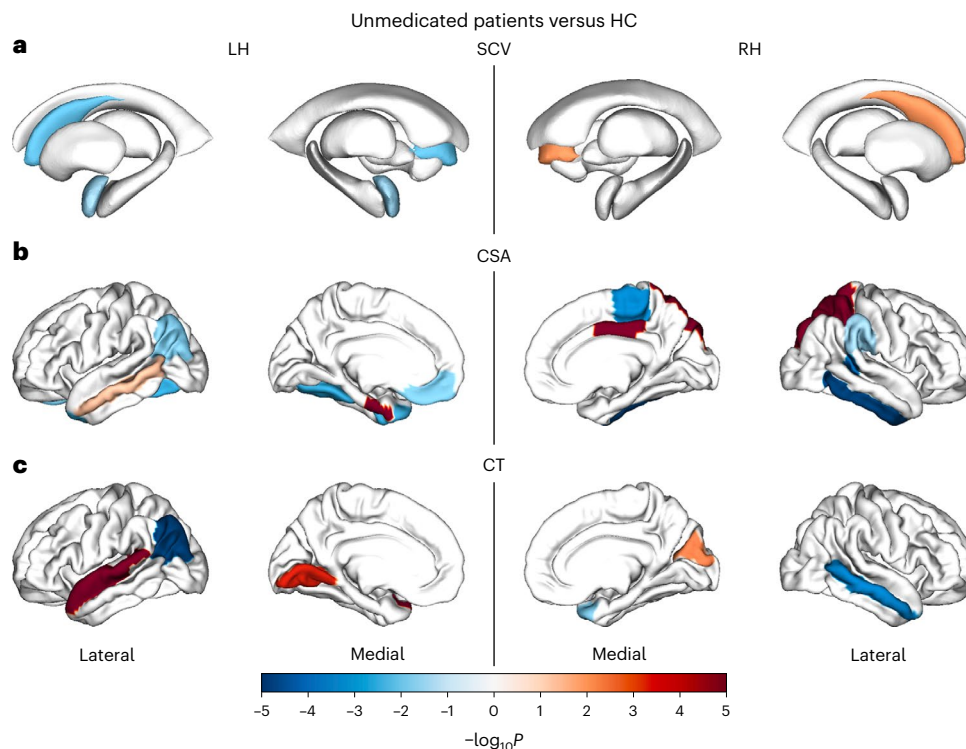 Unmedicated patients versus HC
a
LH
SCV
RH
b
CSA
c
CT
Lateral
Medial
Medial
Lateral
–5
–4
–3
–2
–1
0
1
2
3
4
5
–log₁₀P